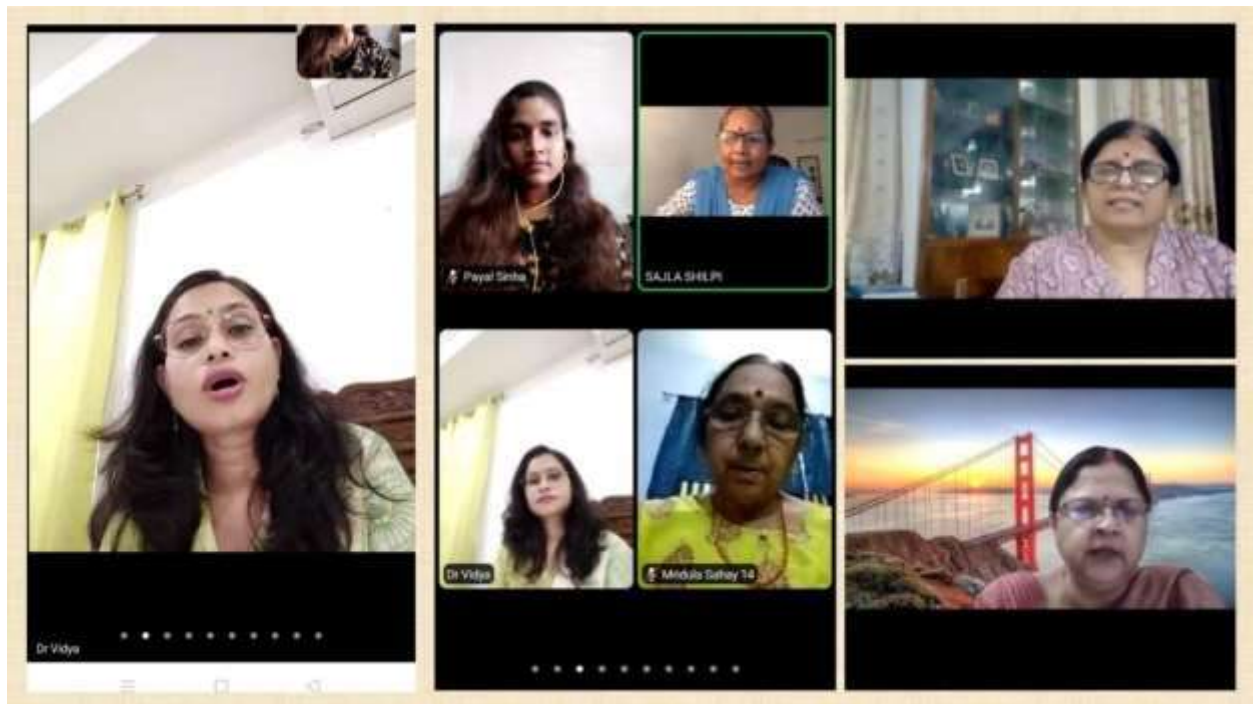 Dr Vidya
Payal Sinha
SAJLA SHILPI
Dr Vidya
Mridula Sahay 14